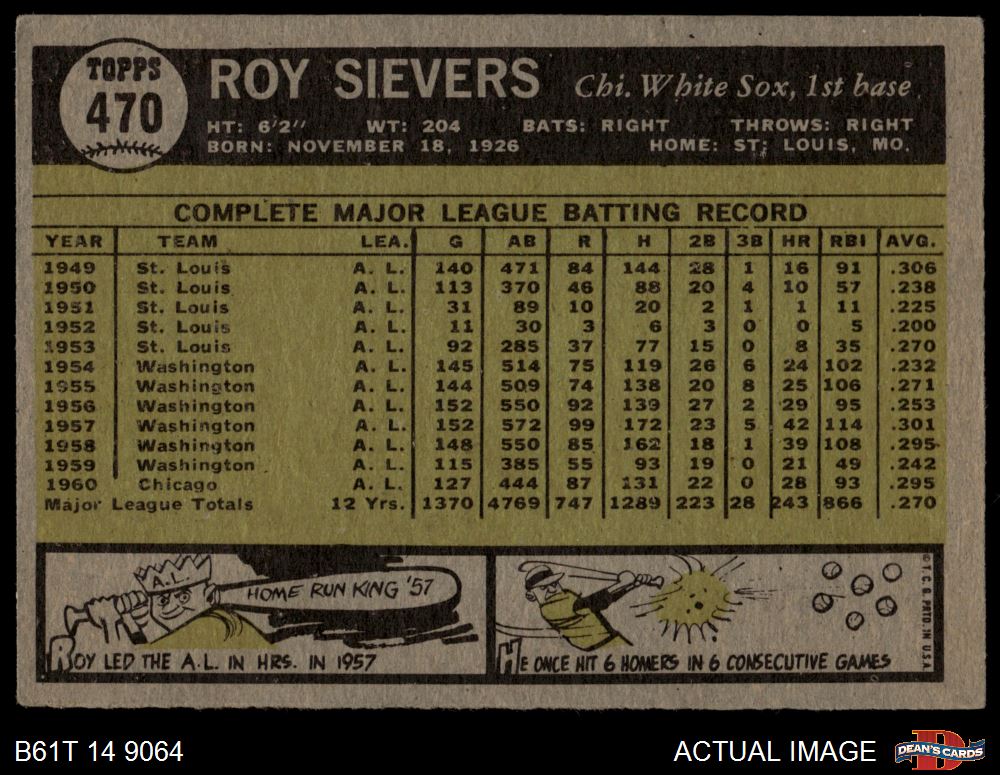 TOPPS
470
ROY SIEVERS Chi. White Sox, 1st base
HT: 6'2" WT: 204 BATS: RIGHT THROWS: RIGHT
BORN: NOVEMBER 18, 1926 HOME: ST. LOUIS, MO.
COMPLETE MAJOR LEAGUE BATTING RECORD
YEAR TEAM LEA. G AB R H 2B 3B HR RBI AVG.
1949 St. Louis A. L. 140 471 84 144 28 1 16 91 .306
1950 St. Louis A. L. 113 370 46 88 20 4 10 57 .238
1951 St. Louis A. L. 31 89 10 20 2 1 1 11 .225
1952 St. Louis A. L. 11 30 3 6 3 0 0 5 .200
1953 St. Louis A. L. 92 285 37 77 15 0 8 35 .270
1954 Washington A. L. 145 514 75 119 26 6 24 102 .232
1955 Washington A. L. 144 509 74 138 20 8 25 106 .271
1956 Washington A. L. 152 550 92 139 27 2 29 95 .253
1957 Washington A. L. 152 572 99 172 23 5 42 114 .301
1958 Washington A. L. 148 550 85 162 18 1 39 108 .295
1959 Washington A. L. 115 385 55 93 19 0 21 49 .242
1960 Chicago A. L. 127 444 87 131 22 0 28 93 .295
Major League Totals 12 Yrs. 1370 4769 747 1289 223 28 243 866 .270
A.L.
HOME RUN KING '57
ROY LED THE A.L. IN HRS. IN 1957
HE ONCE HIT 6 HOMERS IN 6 CONSECUTIVE GAMES
© T. C. G. PRTD. IN U.S.A.
B61T 14 9064
ACTUAL IMAGE
D
DEAN'S CARDS